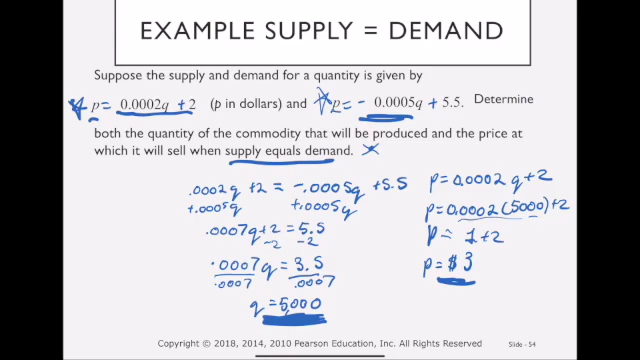 EXAMPLE SUPPLY = DEMAND
Suppose the supply and demand for a quantity is given by
p = 0.0002q + 2 (p in dollars) and p = − 0.0005q + 5.5. Determine
both the quantity of the commodity that will be produced and the price at
which it will sell when supply equals demand.
.0002q +2 = -.0005q +5.5
+.0005q +.0005q
.0007q +2 = 5.5
-2 -2
.0007q = 3.5
.0007 .0007
q = 5,000
p = 0.0002 q +2
p = 0.0002 (5000) +2
p = 1 +2
p = $3
Copyright © 2018, 2014, 2010 Pearson Education, Inc. All Rights Reserved
Slide - 54